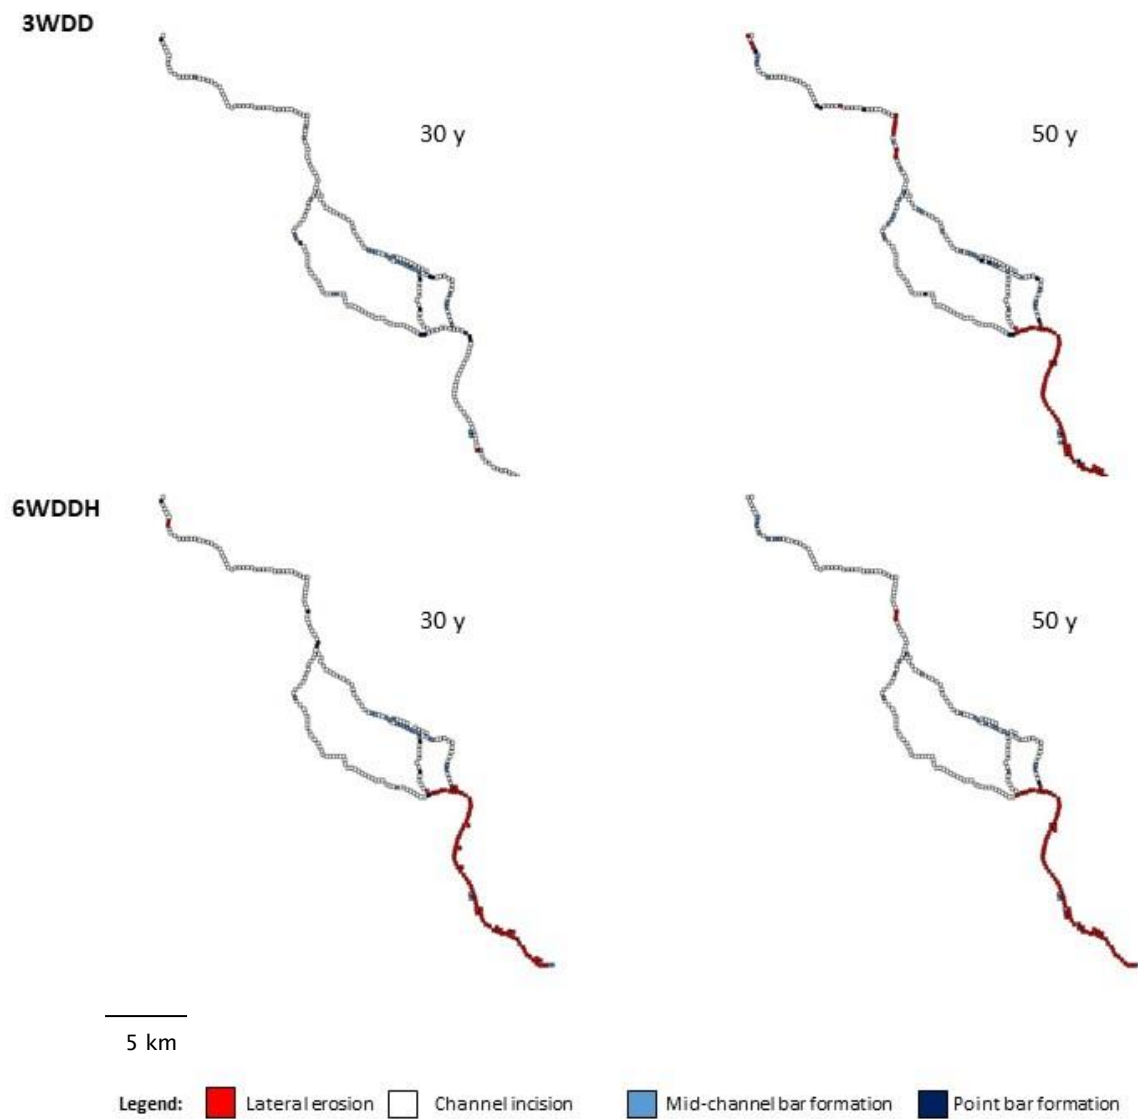 3WDD
30 y
50 y
6WDDH
30 y
50 y
5 km
Legend: Lateral erosion Channel incision Mid-channel bar formation Point bar formation